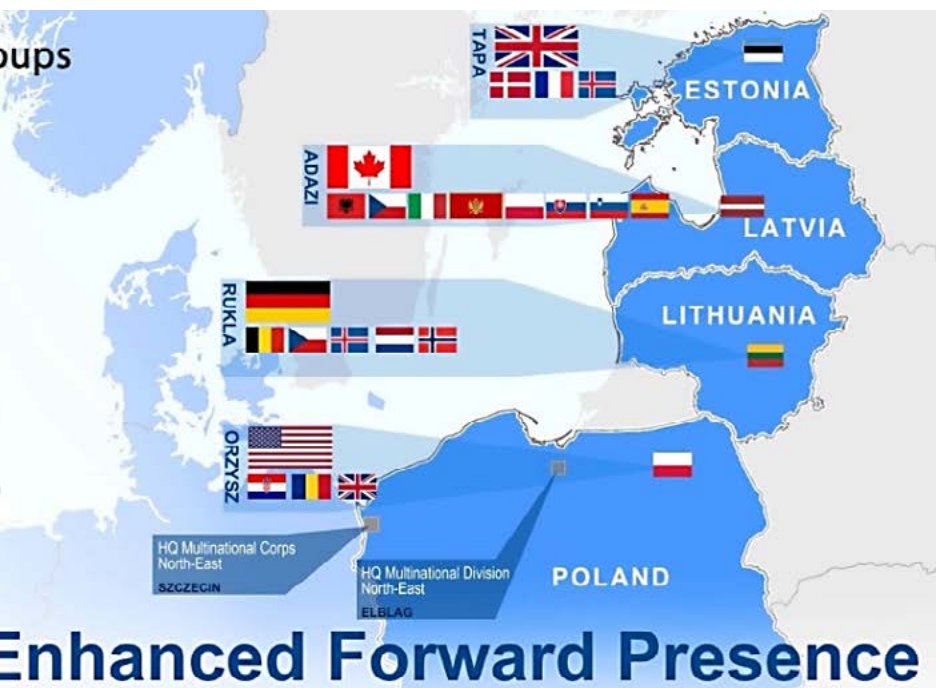 oups
TAPA
ESTONIA
ADAZI
LATVIA
RUKLA
LITHUANIA
ORZYSZ
HQ Multinational Corps
North-East
SZCZECIN
HQ Multinational Division
North-East
ELBLAG
POLAND
Enhanced Forward Presence